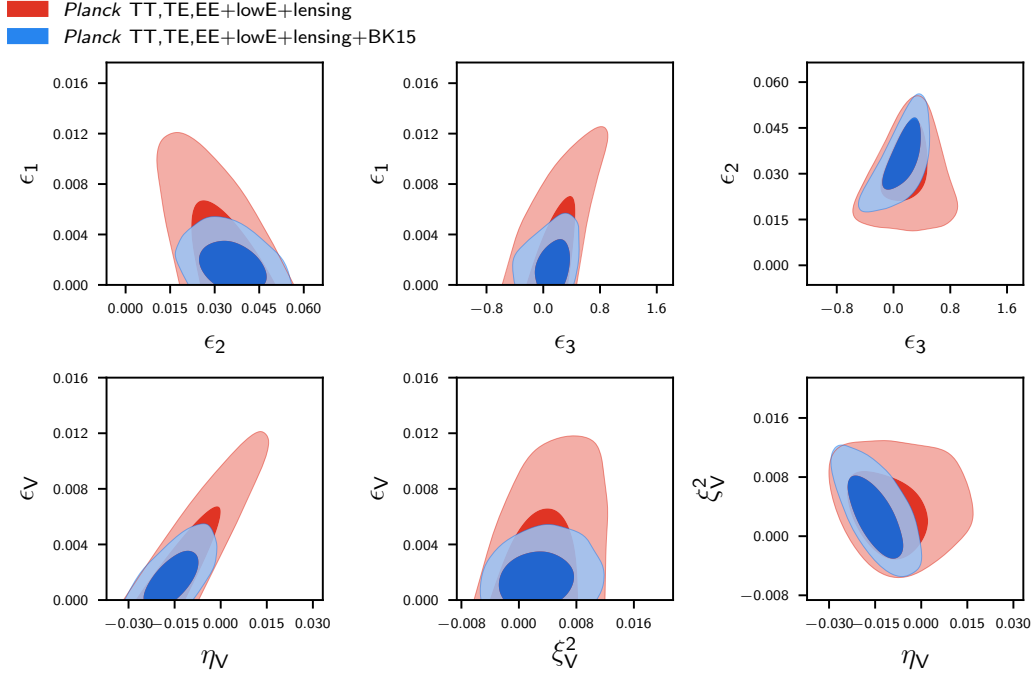 Planck TT,TE,EE+lowE+lensing
Planck TT,TE,EE+lowE+lensing+BK15
0.016
0.012
0.008
0.004
0.000
ϵ1
0.000 0.015 0.030 0.045 0.060
ϵ2
0.016
0.012
0.008
0.004
0.000
ϵ1
−0.8 0.0 0.8 1.6
ϵ3
0.060
0.045
0.030
0.015
0.000
ϵ2
−0.8 0.0 0.8 1.6
ϵ3
0.016
0.012
0.008
0.004
0.000
ϵV
−0.030 −0.015 0.000 0.015 0.030
ηV
0.016
0.012
0.008
0.004
0.000
ϵV
−0.008 0.000 0.008 0.016
ξ²V
0.016
0.008
0.000
−0.008
ξ²V
−0.030 −0.015 0.000 0.015 0.030
ηV